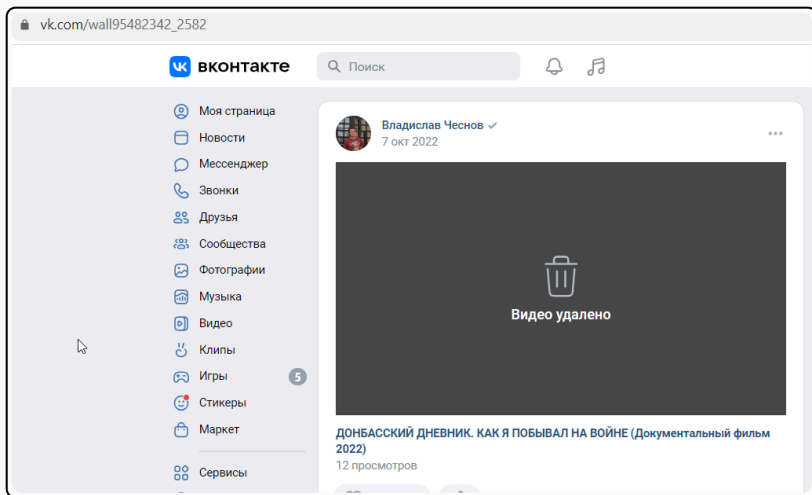 vk.com/wall95482342_2582
вконтакте
Поиск
Моя страница
Новости
Мессенджер
Звонки
Друзья
Сообщества
Фотографии
Музыка
Видео
Клипы
Игры 5
Стикеры
Маркет
Сервисы
Владислав Чеснов
7 окт 2022
Видео удалено
ДОНБАССКИЙ ДНЕВНИК. КАК Я ПОБЫВАЛ НА ВОЙНЕ (Документальный фильм
2022)
12 просмотров